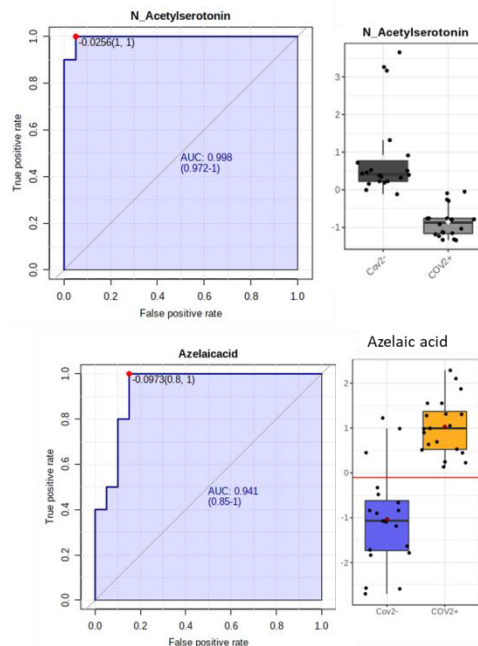 N_Acetylserotonin
1.0
0.8
0.6
0.4
0.2
0.0
True positive rate
-0.0256(1, 1)
AUC: 0.998
(0.972-1)
0.0 0.2 0.4 0.6 0.8 1.0
False positive rate
N_Acetylserotonin
3
2
1
0
-1
Cov2- COV2+
Azelaicacid
1.0
0.8
0.6
0.4
0.2
0.0
True positive rate
-0.0973(0.8, 1)
AUC: 0.941
(0.85-1)
0.0 0.2 0.4 0.6 0.8 1.0
False positive rate
Azelaic acid
2
1
0
-1
-2
Cov2- COV2+